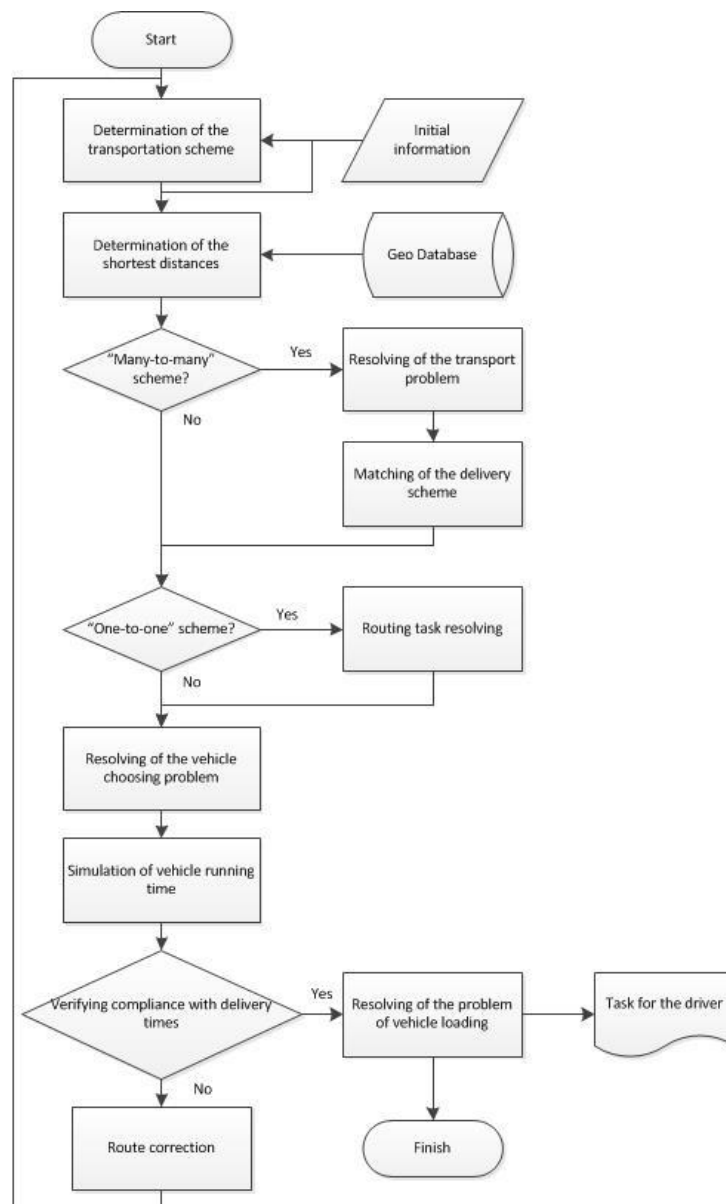 Start
Determination of the
transportation scheme
Initial
information
Determination of the
shortest distances
Geo Database
“Many-to-many”
scheme?
Yes
Resolving of the transport
problem
No
Matching of the delivery
scheme
“One-to-one” scheme?
Yes
Routing task resolving
No
Resolving of the vehicle
choosing problem
Simulation of vehicle running
time
Verifying compliance with delivery
times
Yes
Resolving of the problem
of vehicle loading
Task for the driver
No
Route correction
Finish